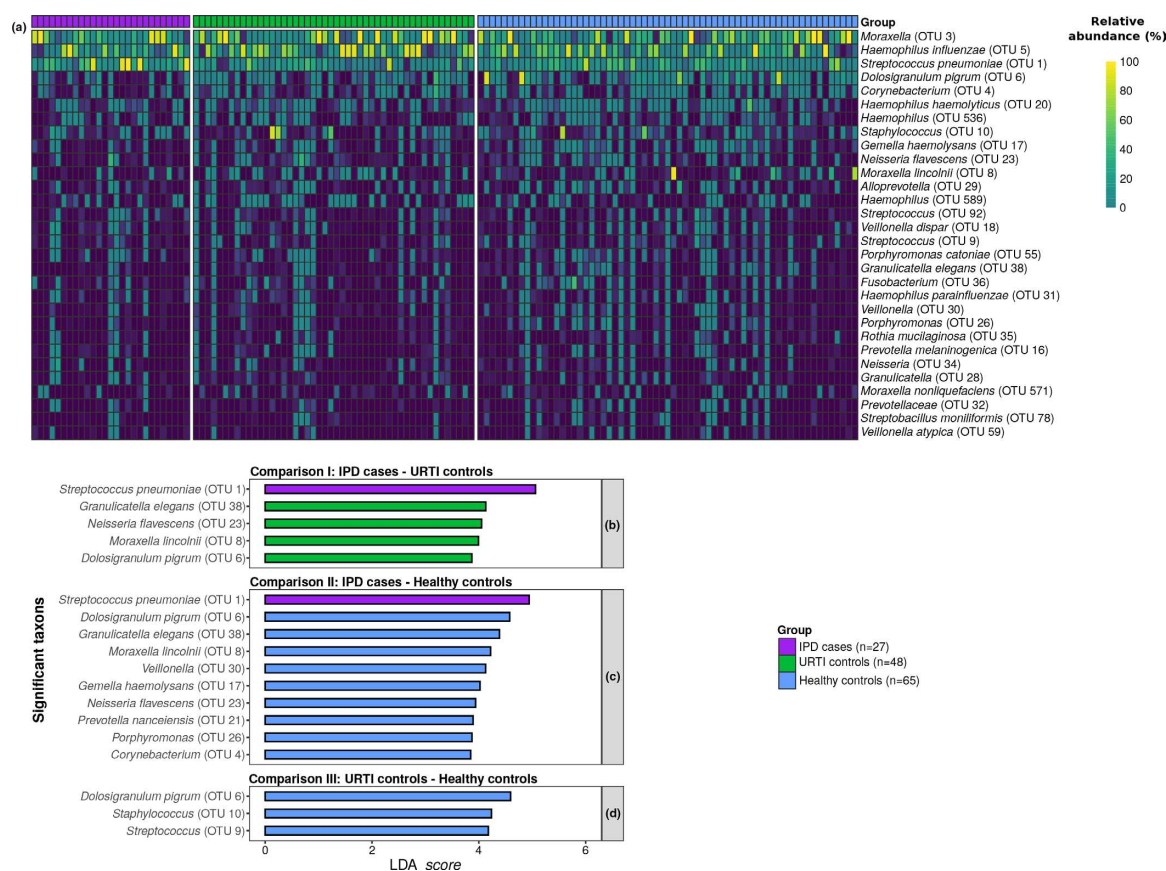 (a)
Group
Moraxella (OTU 3)
Haemophilus influenzae (OTU 5)
Streptococcus pneumoniae (OTU 1)
Dolosigranulum pigrum (OTU 6)
Corynebacterium (OTU 4)
Haemophilus haemolyticus (OTU 20)
Haemophilus (OTU 536)
Staphylococcus (OTU 10)
Gemella haemolysans (OTU 17)
Neisseria flavescens (OTU 23)
Moraxella lincolnii (OTU 8)
Alloprevotella (OTU 29)
Haemophilus (OTU 589)
Streptococcus (OTU 92)
Veillonella dispar (OTU 18)
Streptococcus (OTU 9)
Porphyromonas catoniae (OTU 55)
Granulicatella elegans (OTU 38)
Fusobacterium (OTU 36)
Haemophilus parainfluenzae (OTU 31)
Veillonella (OTU 30)
Porphyromonas (OTU 26)
Rothia mucilaginosa (OTU 35)
Prevotella melaninogenica (OTU 16)
Neisseria (OTU 34)
Granulicatella (OTU 28)
Moraxella nonliquefaciens (OTU 571)
Prevotellaceae (OTU 32)
Streptobacillus moniliformis (OTU 78)
Veillonella atypica (OTU 59)
Relative
abundance (%)
100
80
60
40
20
0
Comparison I: IPD cases - URTI controls
Streptococcus pneumoniae (OTU 1)
Granulicatella elegans (OTU 38)
Neisseria flavescens (OTU 23)
Moraxella lincolnii (OTU 8)
Dolosigranulum pigrum (OTU 6)
(b)
Comparison II: IPD cases - Healthy controls
Streptococcus pneumoniae (OTU 1)
Dolosigranulum pigrum (OTU 6)
Granulicatella elegans (OTU 38)
Moraxella lincolnii (OTU 8)
Veillonella (OTU 30)
Gemella haemolysans (OTU 17)
Neisseria flavescens (OTU 23)
Prevotella nanceiensis (OTU 21)
Porphyromonas (OTU 26)
Corynebacterium (OTU 4)
(c)
Comparison III: URTI controls - Healthy controls
Dolosigranulum pigrum (OTU 6)
Staphylococcus (OTU 10)
Streptococcus (OTU 9)
(d)
0 2 4 6
LDA score
Significant taxons
Group
IPD cases (n=27)
URTI controls (n=48)
Healthy controls (n=65)